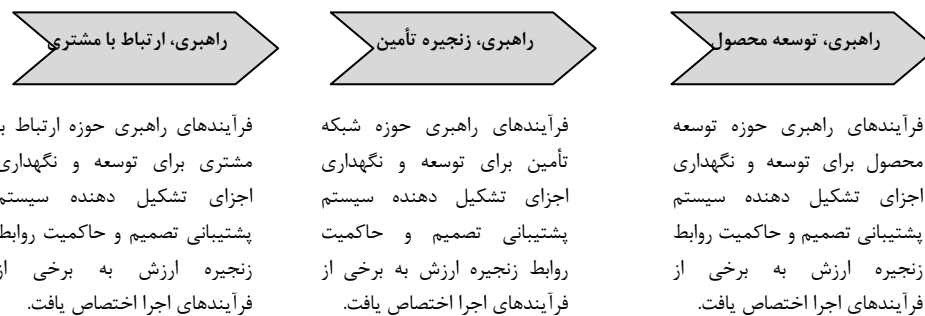 راهبری، توسعه محصول
فرآیندهای راهبری حوزه توسعه
محصول برای توسعه و نگهداری
اجزای تشکیل دهنده سیستم
پشتیبانی تصمیم و حاکمیت روابط
زنجیره ارزش به برخی از
فرآیندهای اجرا اختصاص یافت.
راهبری، زنجیره تأمین
فرآیندهای راهبری حوزه شبکه
تأمین برای توسعه و نگهداری
اجزای تشکیل دهنده سیستم
پشتیبانی تصمیم و حاکمیت
روابط زنجیره ارزش به برخی از
فرآیندهای اجرا اختصاص یافت.
راهبری، ارتباط با مشتری
فرآیندهای راهبری حوزه ارتباط با
مشتری برای توسعه و نگهداری
اجزای تشکیل دهنده سیستم
پشتیبانی تصمیم و حاکمیت روابط
زنجیره ارزش به برخی از
فرآیندهای اجرا اختصاص یافت.